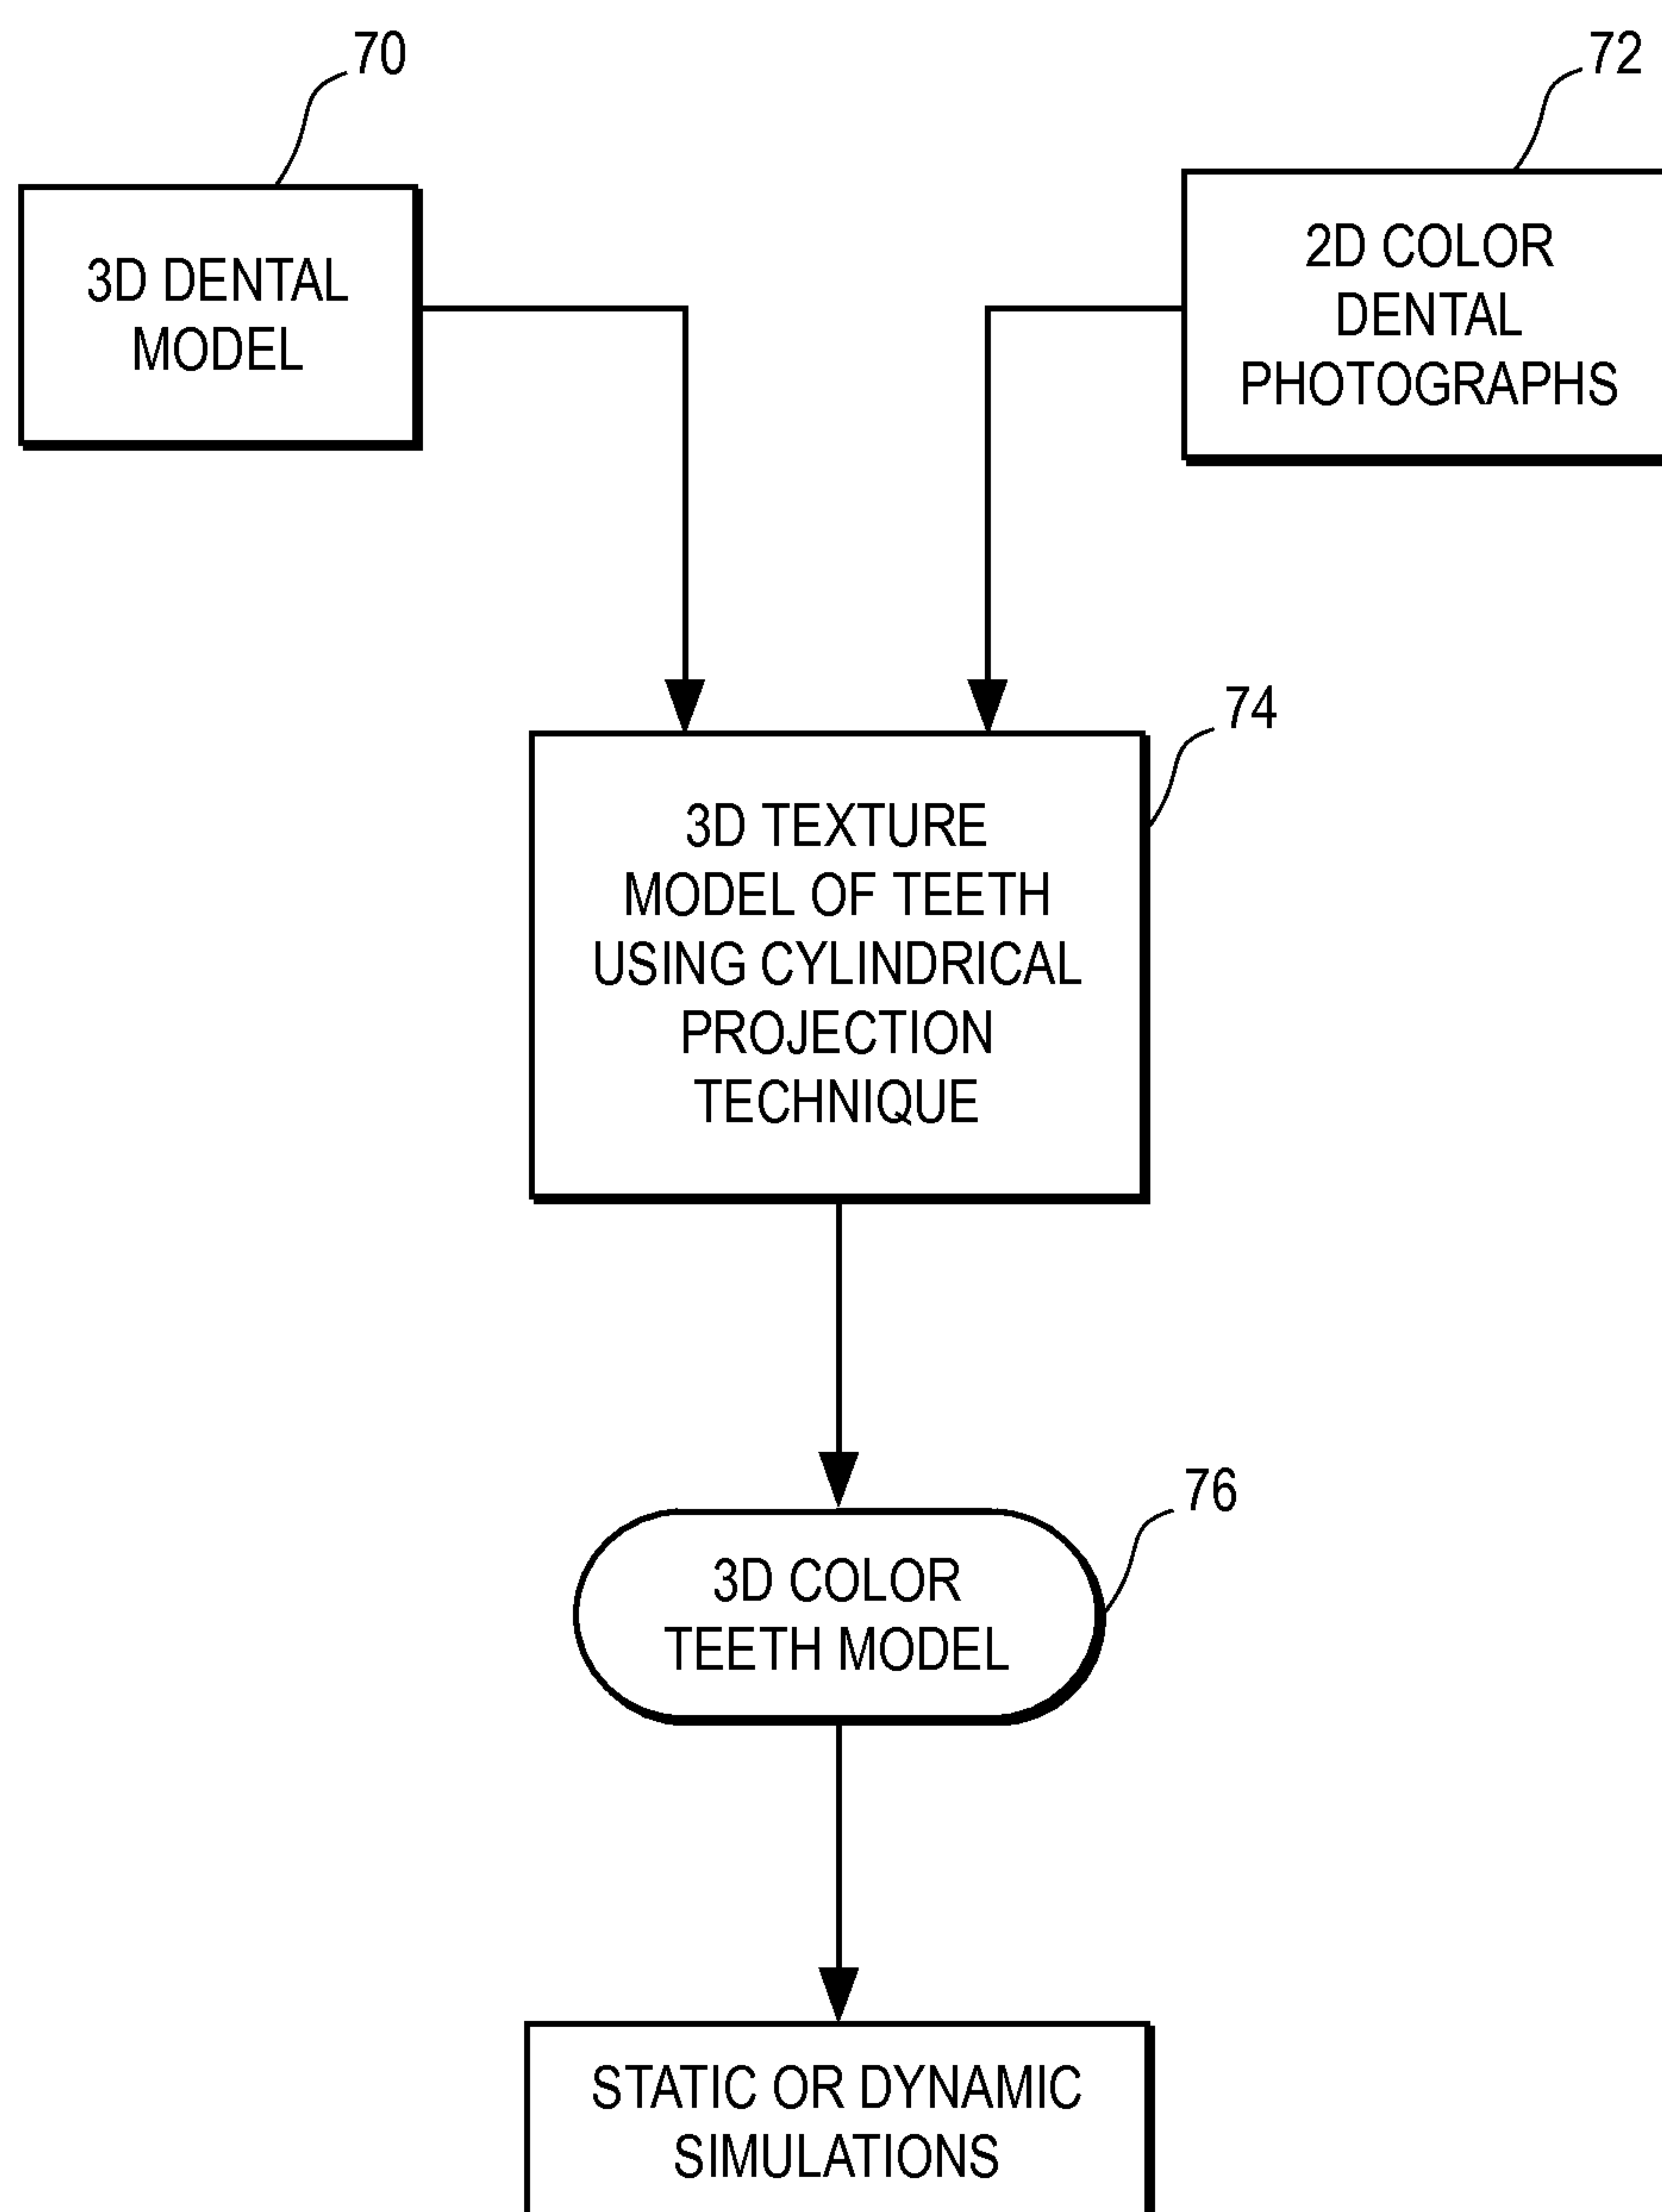 70
72
3D DENTAL
MODEL
2D COLOR
DENTAL
PHOTOGRAPHS
74
3D TEXTURE
MODEL OF TEETH
USING CYLINDRICAL
PROJECTION
TECHNIQUE
76
3D COLOR
TEETH MODEL
STATIC OR DYNAMIC
SIMULATIONS